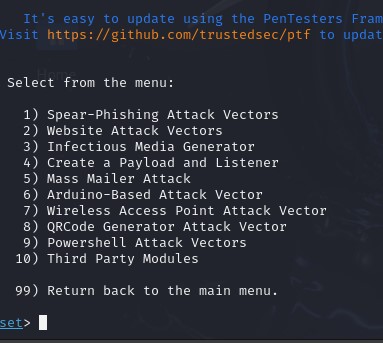 It's easy to update using the PenTesters Fram
Visit https://github.com/trustedsec/ptf to updat
Select from the menu:
1) Spear-Phishing Attack Vectors
2) Website Attack Vectors
3) Infectious Media Generator
4) Create a Payload and Listener
5) Mass Mailer Attack
6) Arduino-Based Attack Vector
7) Wireless Access Point Attack Vector
8) QRCode Generator Attack Vector
9) Powershell Attack Vectors
10) Third Party Modules
99) Return back to the main menu.
set>